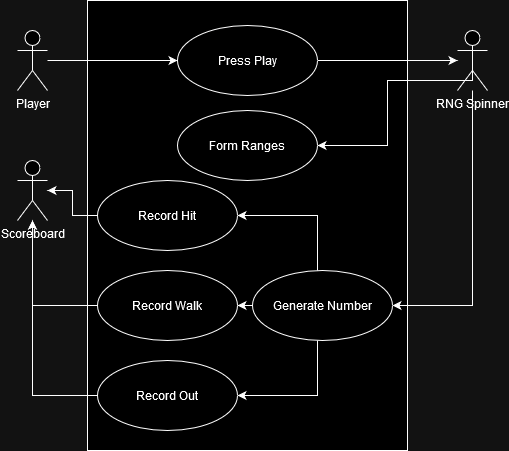 Press Play
Player
RNG Spinner
Form Ranges
Record Hit
Scoreboard
Record Walk
Generate Number
Record Out